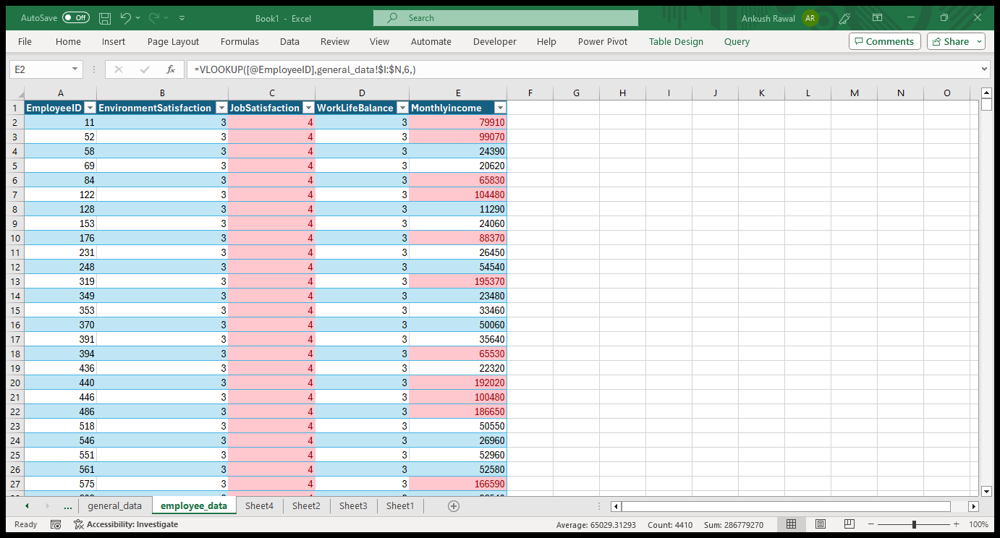 AutoSave Off Book1 - Excel Search Ankush Rawal AR
File Home Insert Page Layout Formulas Data Review View Automate Developer Help Power Pivot Table Design Query Comments Share
E2 fx =VLOOKUP([@EmployeeID],general_data!$I:$N,6,)
A B C D E F G H I J K L M N O
1 EmployeeID EnvironmentSatisfaction JobSatisfaction WorkLifeBalance Monthlyincome
2 11 3 4 3 79910
3 52 3 4 3 99070
4 58 3 4 3 24390
5 69 3 4 3 20620
6 84 3 4 3 65830
7 122 3 4 3 104480
8 128 3 4 3 11290
9 153 3 4 3 24060
10 176 3 4 3 88370
11 231 3 4 3 26450
12 248 3 4 3 54540
13 319 3 4 3 195370
14 349 3 4 3 23480
15 353 3 4 3 33460
16 370 3 4 3 50060
17 391 3 4 3 35640
18 394 3 4 3 65530
19 436 3 4 3 22320
20 440 3 4 3 192020
21 446 3 4 3 100480
22 486 3 4 3 186650
23 518 3 4 3 50550
24 546 3 4 3 26960
25 551 3 4 3 52960
26 561 3 4 3 52580
27 575 3 4 3 166590
... general_data employee_data Sheet4 Sheet2 Sheet3 Sheet1
Ready Accessibility: Investigate Average: 65029.31293 Count: 4410 Sum: 286779270 100%